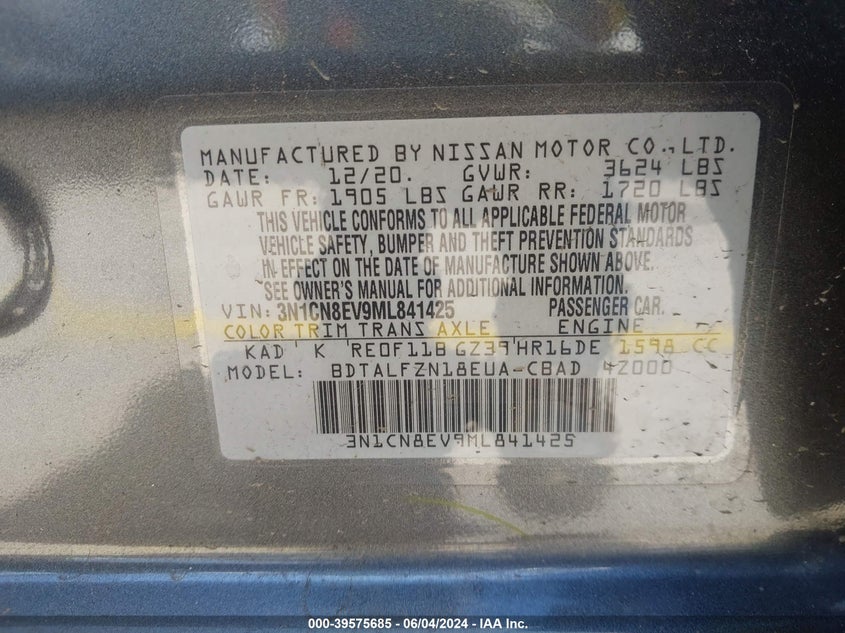 MANUFACTURED BY NISSAN MOTOR CO.,LTD.
DATE: 12/20. GVWR: 3624 LBS
GAWR FR: 1905 LBS GAWR RR: 1720 LBS
THIS VEHICLE CONFORMS TO ALL APPLICABLE FEDERAL MOTOR
VEHICLE SAFETY, BUMPER AND THEFT PREVENTION STANDARDS
IN EFFECT ON THE DATE OF MANUFACTURE SHOWN ABOVE.
SEE OWNER'S MANUAL FOR ADDITIONAL INFORMATION.
VIN: 3N1CN8EV9ML841425 PASSENGER CAR.
COLOR TRIM TRANS AXLE ENGINE
KAD K RE0F11B GZ39 HR16DE 1598 CC
MODEL: BDTALFZN18EUA-CBAD 4Z000
3N1CN8EV9ML841425
000-39575685 - 06/04/2024 - IAA Inc.